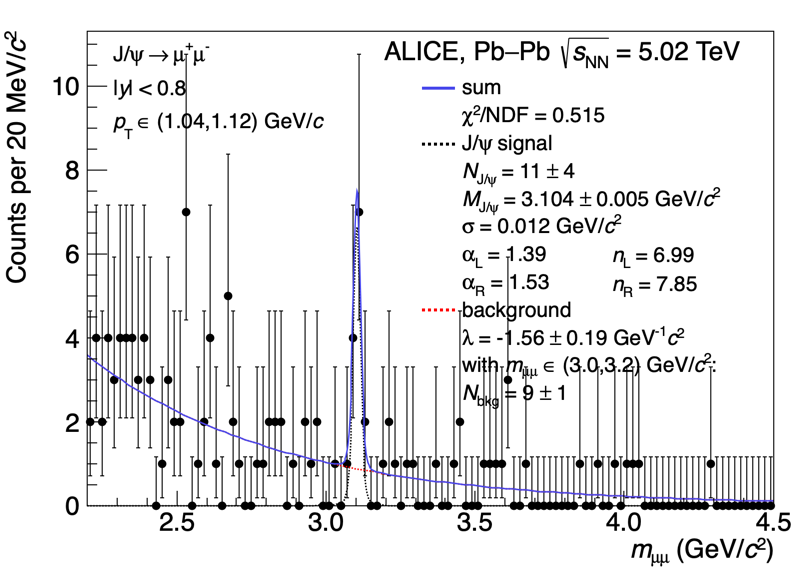 J/ψ → μ⁺μ⁻
|y| < 0.8
p_T ∈ (1.04,1.12) GeV/c
ALICE, Pb–Pb √s_NN = 5.02 TeV
sum
χ²/NDF = 0.515
J/ψ signal
N_J/ψ = 11 ± 4
M_J/ψ = 3.104 ± 0.005 GeV/c²
σ = 0.012 GeV/c²
α_L = 1.39 n_L = 6.99
α_R = 1.53 n_R = 7.85
background
λ = -1.56 ± 0.19 GeV⁻¹c²
with m_μμ ∈ (3.0,3.2) GeV/c²:
N_bkg = 9 ± 1
Counts per 20 MeV/c²
10
8
6
4
2
0
2.5 3.0 3.5 4.0 4.5
m_μμ (GeV/c²)